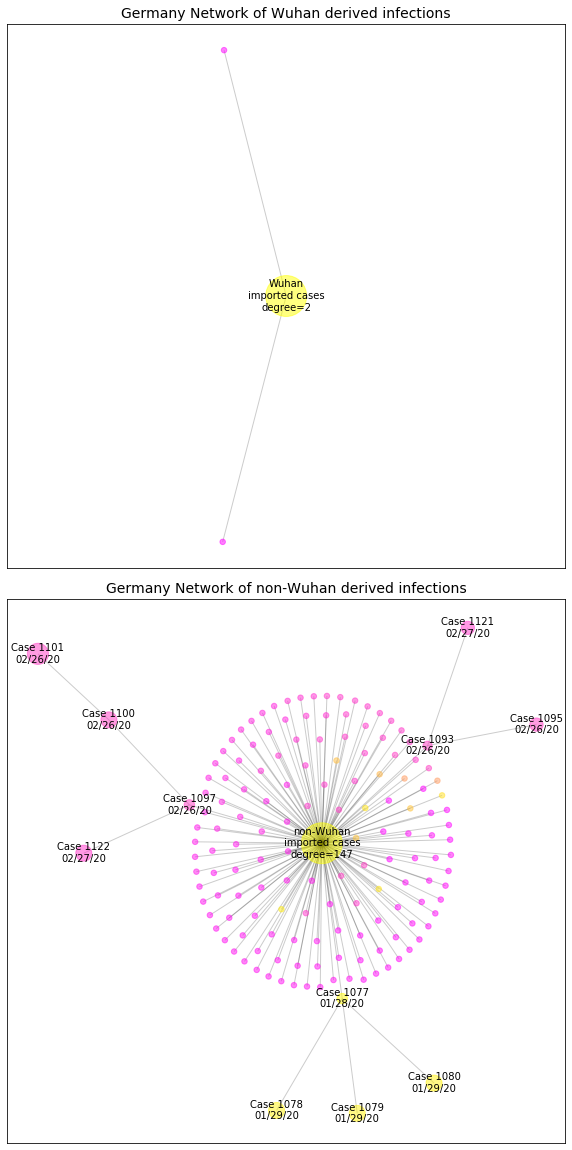 Germany Network of Wuhan derived infections
Wuhan
imported cases
degree=2
Germany Network of non-Wuhan derived infections
Case 1121
02/27/20
Case 1101
02/26/20
Case 1100
02/26/20
Case 1095
02/26/20
Case 1093
02/26/20
Case 1097
02/26/20
non-Wuhan
imported cases
degree=147
Case 1122
02/27/20
Case 1077
01/28/20
Case 1080
01/29/20
Case 1078
01/29/20
Case 1079
01/29/20